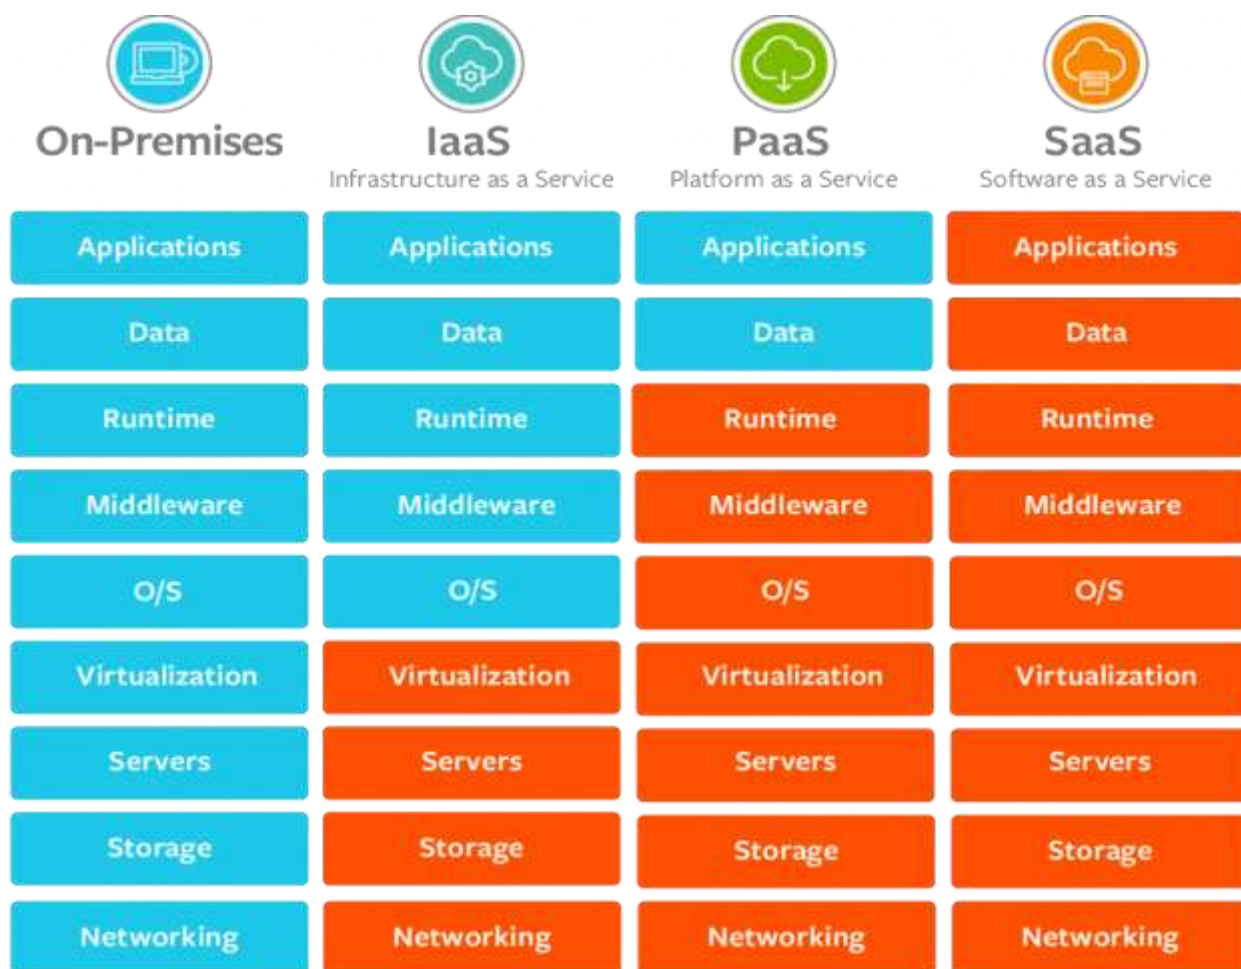 On-Premises
IaaS
Infrastructure as a Service
PaaS
Platform as a Service
SaaS
Software as a Service
Applications
Applications
Applications
Applications
Data
Data
Data
Data
Runtime
Runtime
Runtime
Runtime
Middleware
Middleware
Middleware
Middleware
O/S
O/S
O/S
O/S
Virtualization
Virtualization
Virtualization
Virtualization
Servers
Servers
Servers
Servers
Storage
Storage
Storage
Storage
Networking
Networking
Networking
Networking